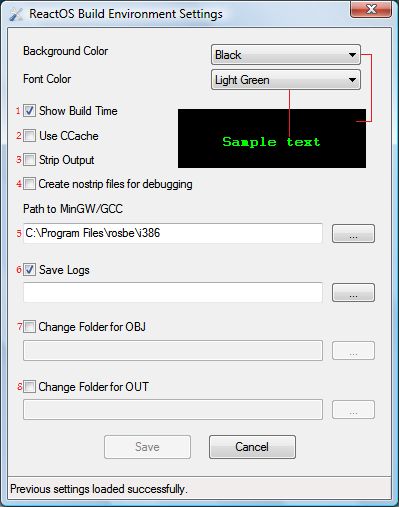 ReactOS Build Environment Settings
Background Color
Black
Font Color
Light Green
1 Show Build Time
2 Use CCache
Sample text
3 Strip Output
4 Create nostrip files for debugging
Path to MinGW/GCC
5 C:\Program Files\rosbe\i386
...
6 Save Logs
...
7 Change Folder for OBJ
...
8 Change Folder for OUT
...
Save
Cancel
Previous settings loaded successfully.